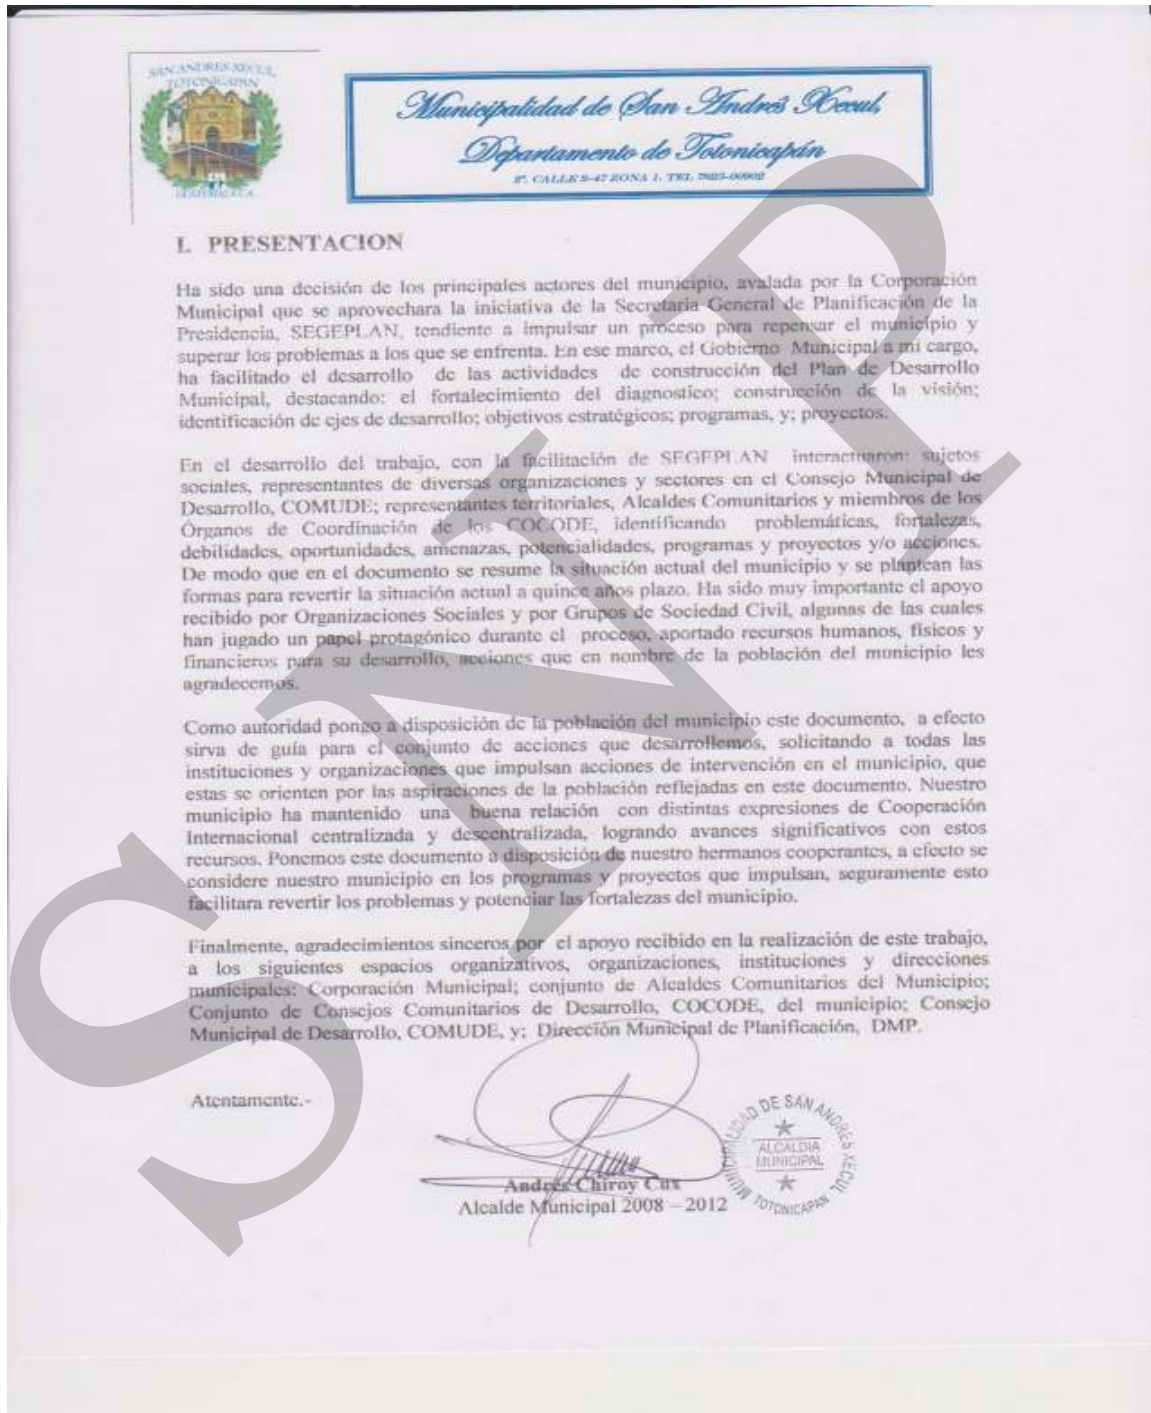 SAN ANDRES XECUL,
TOTONICAPAN
GUATEMALA C.A.
Municipalidad de San Andrés Xecul,
Departamento de Totonicapán
2ª. CALLE 8-47 ZONA 1, TEL.
I. PRESENTACION
Ha sido una decisión de los principales actores del municipio, avalada por la Corporación
Municipal que se aprovechara la iniciativa de la Secretaría General de Planificación de la
Presidencia, SEGEPLAN, tendiente a impulsar un proceso para repensar el municipio y
superar los problemas a los que se enfrenta. En ese marco, el Gobierno Municipal a mi cargo,
ha facilitado el desarrollo de las actividades de construcción del Plan de Desarrollo
Municipal, destacando: el fortalecimiento del diagnostico; construcción de la visión;
identificación de ejes de desarrollo; objetivos estratégicos; programas, y; proyectos.
En el desarrollo del trabajo, con la facilitación de SEGEPLAN interactuaron: sujetos
sociales, representantes de diversas organizaciones y sectores en el Consejo Municipal de
Desarrollo, COMUDE; representantes territoriales, Alcaldes Comunitarios y miembros de los
Órganos de Coordinación de los COCODE, identificando problemáticas, fortalezas,
debilidades, oportunidades, amenazas, potencialidades, programas y proyectos y/o acciones.
De modo que en el documento se resume la situación actual del municipio y se plantean las
formas para revertir la situación actual a quince años plazo. Ha sido muy importante el apoyo
recibido por Organizaciones Sociales y por Grupos de Sociedad Civil, algunas de las cuales
han jugado un papel protagónico durante el proceso, aportado recursos humanos, físicos y
financieros para su desarrollo, acciones que en nombre de la población del municipio les
agradecemos.
Como autoridad pongo a disposición de la población del municipio este documento, a efecto
sirva de guía para el conjunto de acciones que desarrollemos, solicitando a todas las
instituciones y organizaciones que impulsan acciones de intervención en el municipio, que
estas se orienten por las aspiraciones de la población reflejadas en este documento. Nuestro
municipio ha mantenido una buena relación con distintas expresiones de Cooperación
Internacional centralizada y descentralizada, logrando avances significativos con estos
recursos. Ponemos este documento a disposición de nuestro hermanos cooperantes, a efecto se
considere nuestro municipio en los programas y proyectos que impulsan, seguramente esto
facilitara revertir los problemas y potenciar las fortalezas del municipio.
Finalmente, agradecimientos sinceros por el apoyo recibido en la realización de este trabajo,
a los siguientes espacios organizativos, organizaciones, instituciones y direcciones
municipales: Corporación Municipal; conjunto de Alcaldes Comunitarios del Municipio;
Conjunto de Consejos Comunitarios de Desarrollo, COCODE, del municipio; Consejo
Municipal de Desarrollo, COMUDE, y; Dirección Municipal de Planificación, DMP.
Atentamente.-
Andrés Chiroy Cux
Alcalde Municipal 2008 – 2012
MUNICIPALIDAD DE SAN ANDRES XECUL
ALCALDIA
MUNICIPAL
TOTONICAPAN
SNP